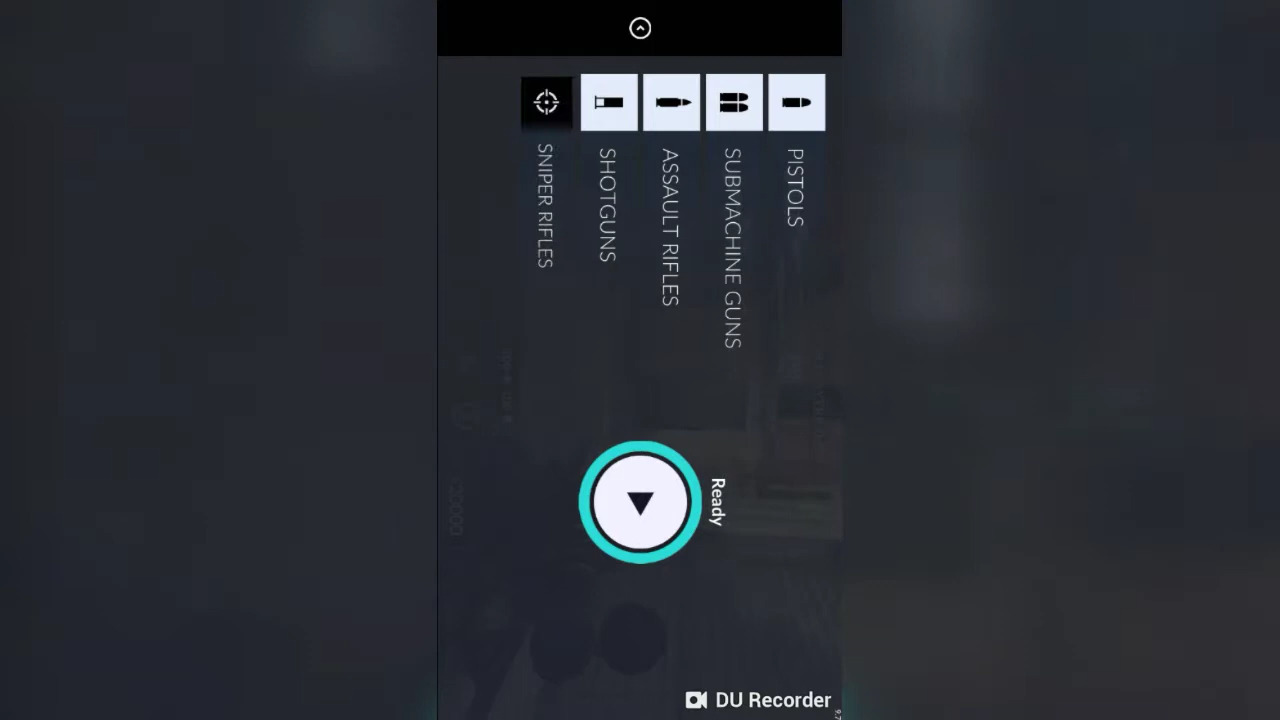 PISTOLS
SUBMACHINE GUNS
ASSAULT RIFLES
SHOTGUNS
SNIPER RIFLES
Ready
DU Recorder